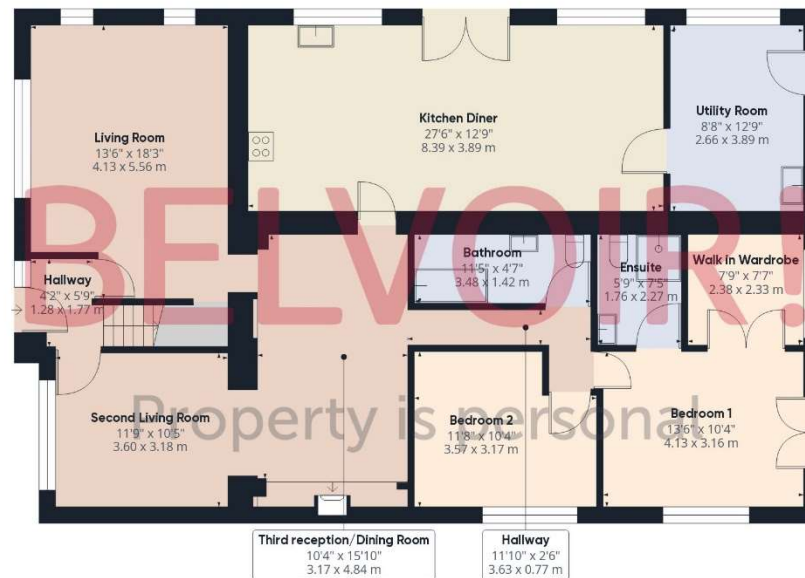 Living Room
13'6" x 18'3"
4.13 x 5.56 m
Kitchen Diner
27'6" x 12'9"
8.39 x 3.89 m
Utility Room
8'8" x 12'9"
2.66 x 3.89 m
BELVOIR!
Hallway
4'2" x 5'9"
1.28 x 1.77 m
Bathroom
11'5" x 4'7"
3.48 x 1.42 m
Ensuite
5'9" x 7'5"
1.76 x 2.27 m
Walk in Wardrobe
7'9" x 7'7"
2.38 x 2.33 m
Property is personal
Second Living Room
11'9" x 10'5"
3.60 x 3.18 m
Bedroom 2
11'8" x 10'4"
3.57 x 3.17 m
Bedroom 1
13'6" x 10'4"
4.13 x 3.16 m
Third reception/Dining Room
10'4" x 15'10"
3.17 x 4.84 m
Hallway
11'10" x 2'6"
3.63 x 0.77 m